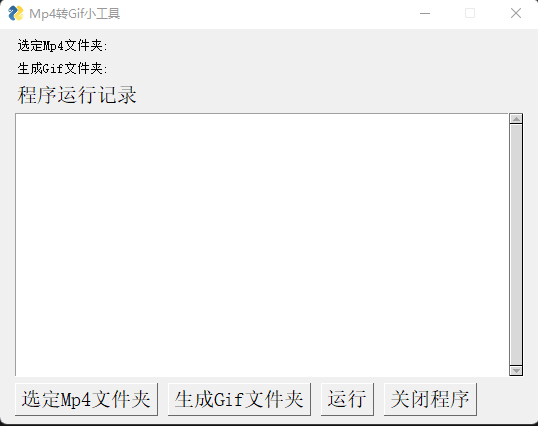 Mp4转Gif小工具
选定Mp4文件夹:
生成Gif文件夹:
程序运行记录
选定Mp4文件夹 生成Gif文件夹 运行 关闭程序